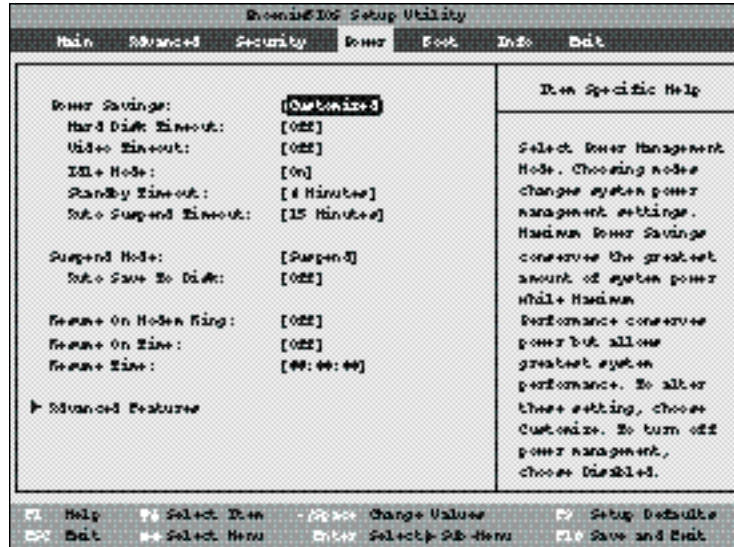 PhoenixBIOS Setup Utility
Main Advanced Security Power Boot Info Exit
Item Specific Help
Power Savings: [Customized]
Hard Disk Timeout: [Off]
Video Timeout: [Off]
Idle Mode: [On]
Standby Timeout: [4 Minutes]
Auto Suspend Timeout: [15 Minutes]
Suspend Mode: [Suspend]
Auto Save To Disk: [Off]
Resume On Modem Ring: [Off]
Resume On Time: [Off]
Resume Time:
Advanced Features
Select Power Management
Mode. Choosing modes
changes system power
management settings.
Maximum Power Savings
conserves the greatest
amount of system power
while Maximum
Performance conserves
power but allows
greatest system
performance. To alter
these setting, choose
Customize. To turn off
power management,
choose Disabled.
F1 Help Select Item -/Space Change Values F9 Setup Defaults
ESC Exit Select Menu Enter Select Sub-Menu F10 Save and Exit